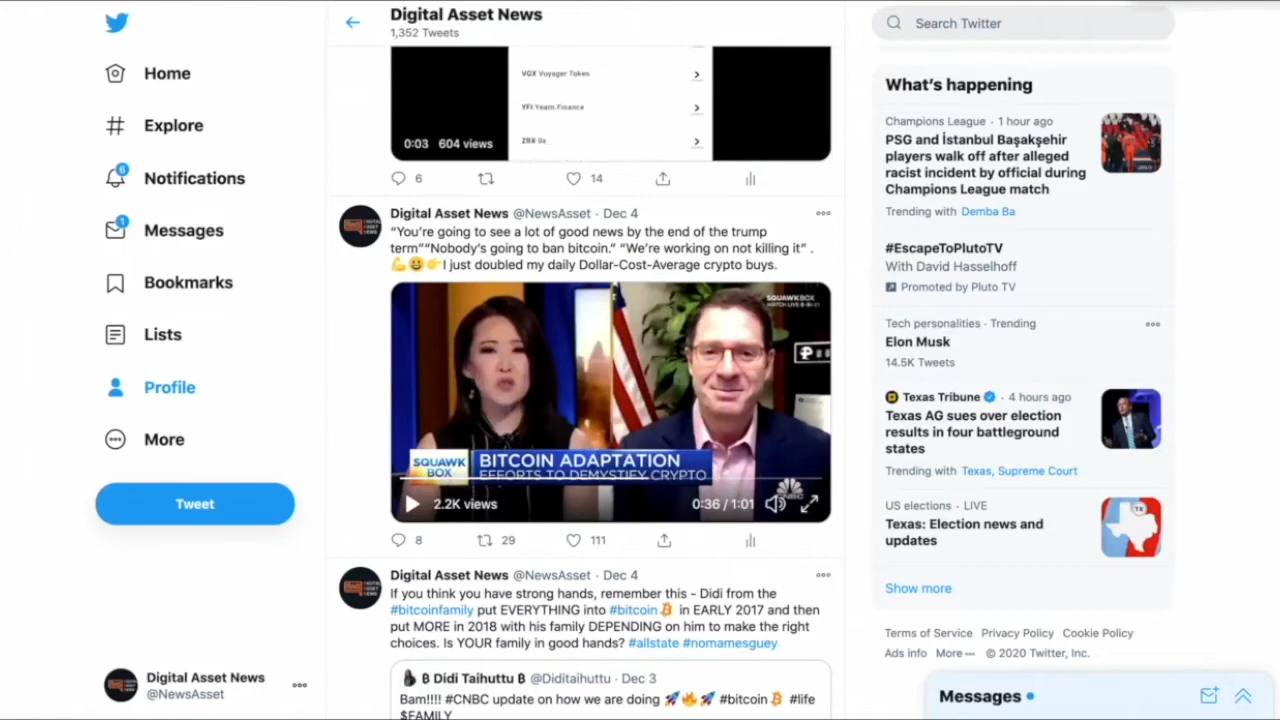 Home
Explore
6
Notifications
1
Messages
Bookmarks
Lists
Profile
More
Tweet
Digital Asset News
@NewsAsset
Digital Asset News
1,352 Tweets
VGX Voyager Token
YFI Yearn.Finance
ZRX
0:03 604 views
6
14
Digital Asset News @NewsAsset · Dec 4
“You’re going to see a lot of good news by the end of the trump
term”“Nobody’s going to ban bitcoin.” “We’re working on not killing it” .
💪😀👉I just doubled my daily Dollar-Cost-Average crypto buys.
SQUAWKBOX
SQUAWK
BOX
BITCOIN ADAPTATION
EFFORTS TO DEMYSTIFY CRYPTO
CNBC
2.2K views
0:36 / 1:01
8
29
111
Digital Asset News @NewsAsset · Dec 4
If you think you have strong hands, remember this - Didi from the
#bitcoinfamily put EVERYTHING into #bitcoin ₿ in EARLY 2017 and then
put MORE in 2018 with his family DEPENDING on him to make the right
choices. Is YOUR family in good hands? #allstate #nomamesguey
₿ Didi Taihuttu ₿ @Diditaihuttu · Dec 3
Bam!!!! #CNBC update on how we are doing 🚀🔥🚀 #bitcoin ₿ #life
$FAMILY
Search Twitter
What’s happening
Champions League · 1 hour ago
PSG and İstanbul Başakşehir
players walk off after alleged
racist incident by official during
Champions League match
Trending with Demba Ba
#EscapeToPlutoTV
With David Hasselhoff
Promoted by Pluto TV
Tech personalities · Trending
Elon Musk
14.5K Tweets
Texas Tribune · 4 hours ago
Texas AG sues over election
results in four battleground
states
Trending with Texas, Supreme Court
US elections · LIVE
Texas: Election news and
updates
TX
Show more
Terms of Service Privacy Policy Cookie Policy
Ads info More ··· © 2020 Twitter, Inc.
Messages